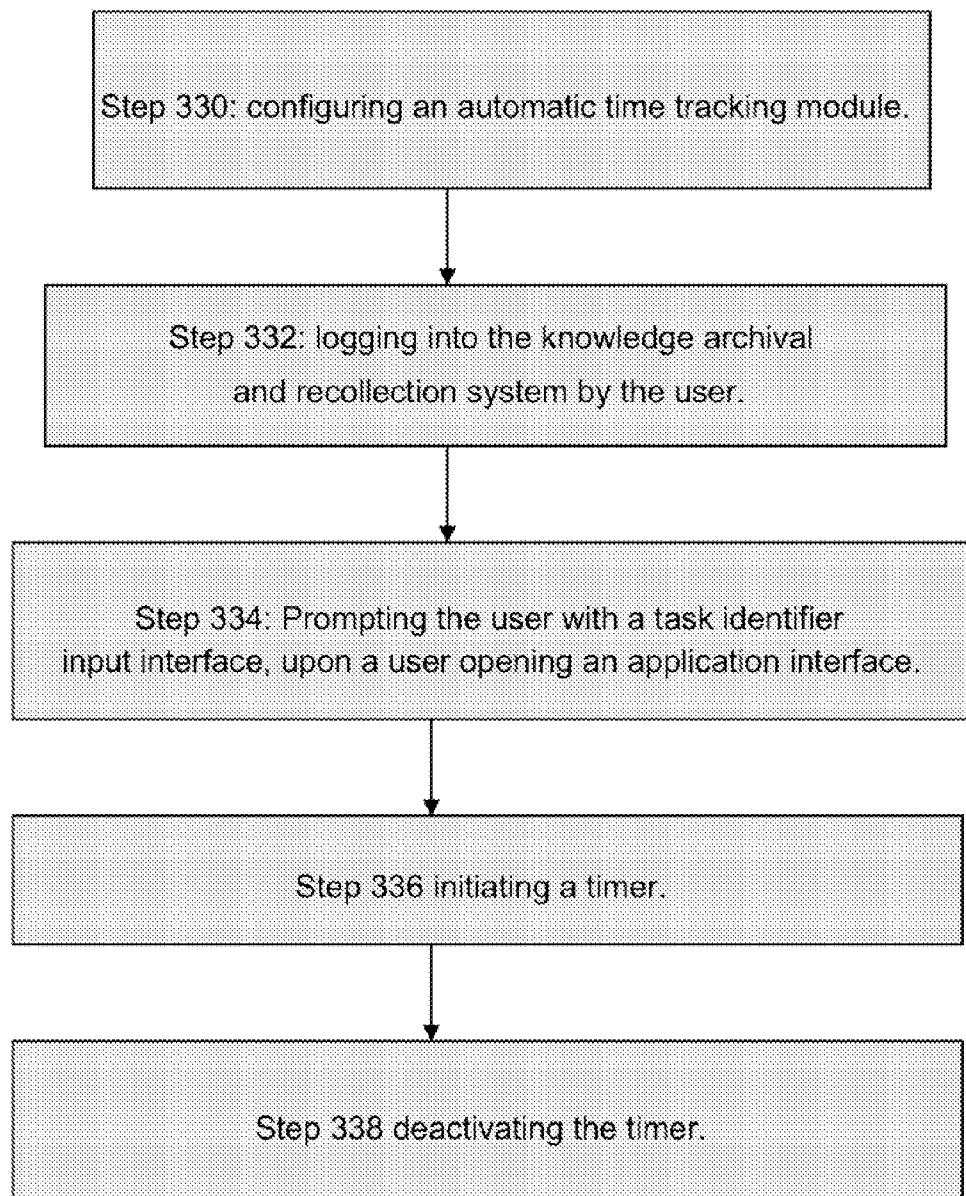 Step 330: configuring an automatic time tracking module.
Step 332: logging into the knowledge archival
and recollection system by the user.
Step 334: Prompting the user with a task identifier
input interface, upon a user opening an application interface.
Step 336 initiating a timer.
Step 338 deactivating the timer.